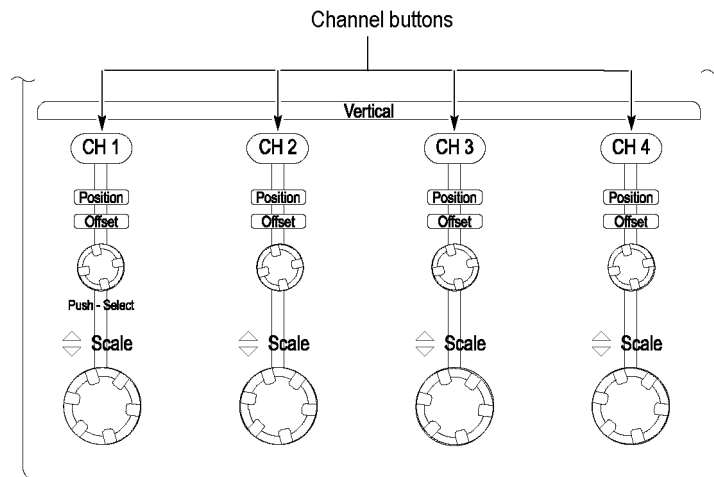 Channel buttons
Vertical
CH 1 CH 2 CH 3 CH 4
Position Position Position Position
Offset Offset Offset Offset
Push - Select
Scale Scale Scale Scale